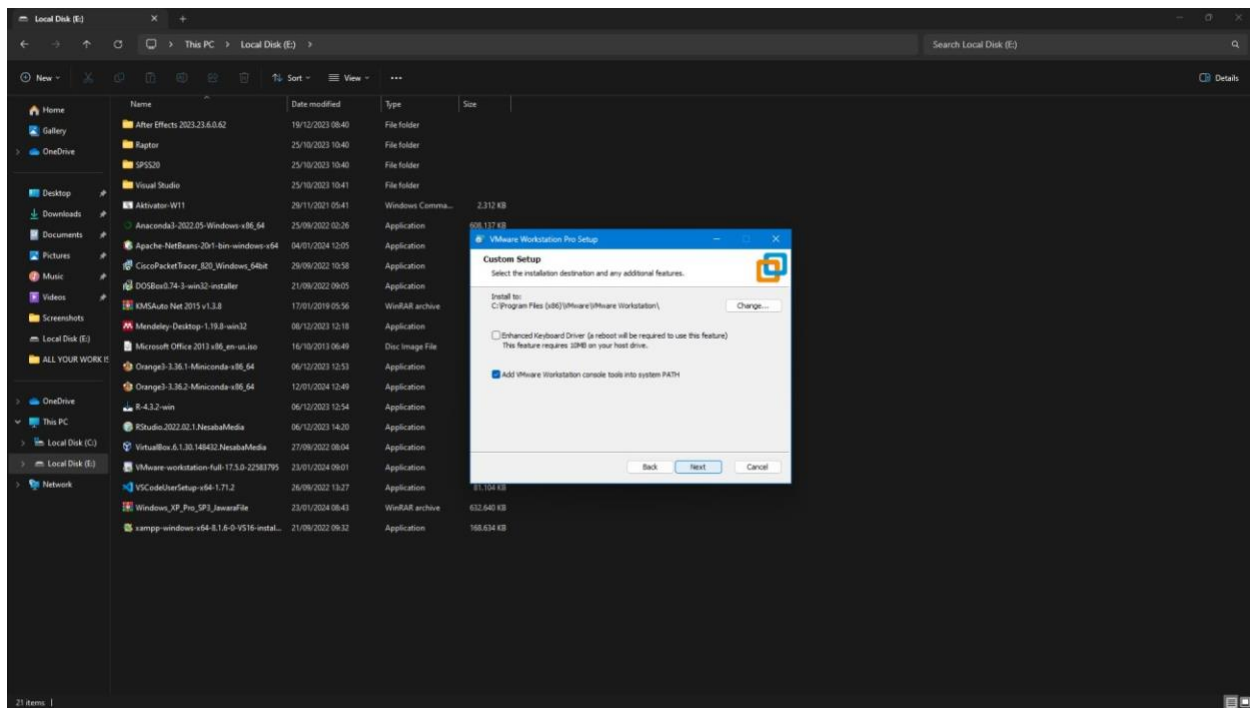 Local Disk (E:)
This PC > Local Disk (E:) >
Search Local Disk (E:)
New
Sort
View
Details
Name Date modified Type Size
Home
Gallery
OneDrive
Desktop
Downloads
Documents
Pictures
Music
Videos
Screenshots
Local Disk (E:)
ALL YOUR WORK IS
OneDrive
This PC
Local Disk (C:)
Local Disk (E:)
Network
After Effects 2023.23.6.0.62 19/12/2023 08:40 File folder
Raptor 25/10/2023 10:40 File folder
SPSS20 25/10/2023 10:40 File folder
Visual Studio 25/10/2023 10:41 File folder
Aktivator-W11 29/11/2021 05:41 Windows Comma... 2.312 KB
Anaconda3-2022.05-Windows-x86_64 25/09/2022 02:26 Application 608.137 KB
Apache-NetBeans-20r1-bin-windows-x64 04/01/2024 12:05 Application
CiscoPacketTracer_820_Windows_64bit 29/09/2022 10:58 Application
DOSBox0.74-3-win32-installer 21/09/2022 09:05 Application
KMSAuto Net 2015 v1.3.8 17/01/2019 05:56 WinRAR archive
Mendeley-Desktop-1.19.8-win32 08/12/2023 12:18 Application
Microsoft Office 2013 x86_en-us.iso 16/10/2013 06:49 Disc Image File
Orange3-3.36.1-Miniconda-x86_64 06/12/2023 12:53 Application
Orange3-3.36.2-Miniconda-x86_64 12/01/2024 12:49 Application
R-4.3.2-win 06/12/2023 12:54 Application
RStudio.2022.02.1.NesabaMedia 06/12/2023 14:20 Application
VirtualBox.6.1.30.148432.NesabaMedia 27/09/2022 08:04 Application
VMware-workstation-full-17.5.0-22583795 23/01/2024 09:01 Application
VSCodeUserSetup-x64-1.71.2 26/09/2022 13:27 Application 81.104 KB
Windows_XP_Pro_SP3_JawaraFile 23/01/2024 08:43 WinRAR archive 632.640 KB
xampp-windows-x64-8.1.6-0-VS16-instal... 21/09/2022 09:32 Application 168.634 KB
VMware Workstation Pro Setup
Custom Setup
Select the installation destination and any additional features.
Install to:
C:\Program Files (x86)\VMware\VMware Workstation\
Change...
Enhanced Keyboard Driver (a reboot will be required to use this feature)
This feature requires 10MB on your host drive.
Add VMware Workstation console tools into system PATH
Back Next Cancel
21 items